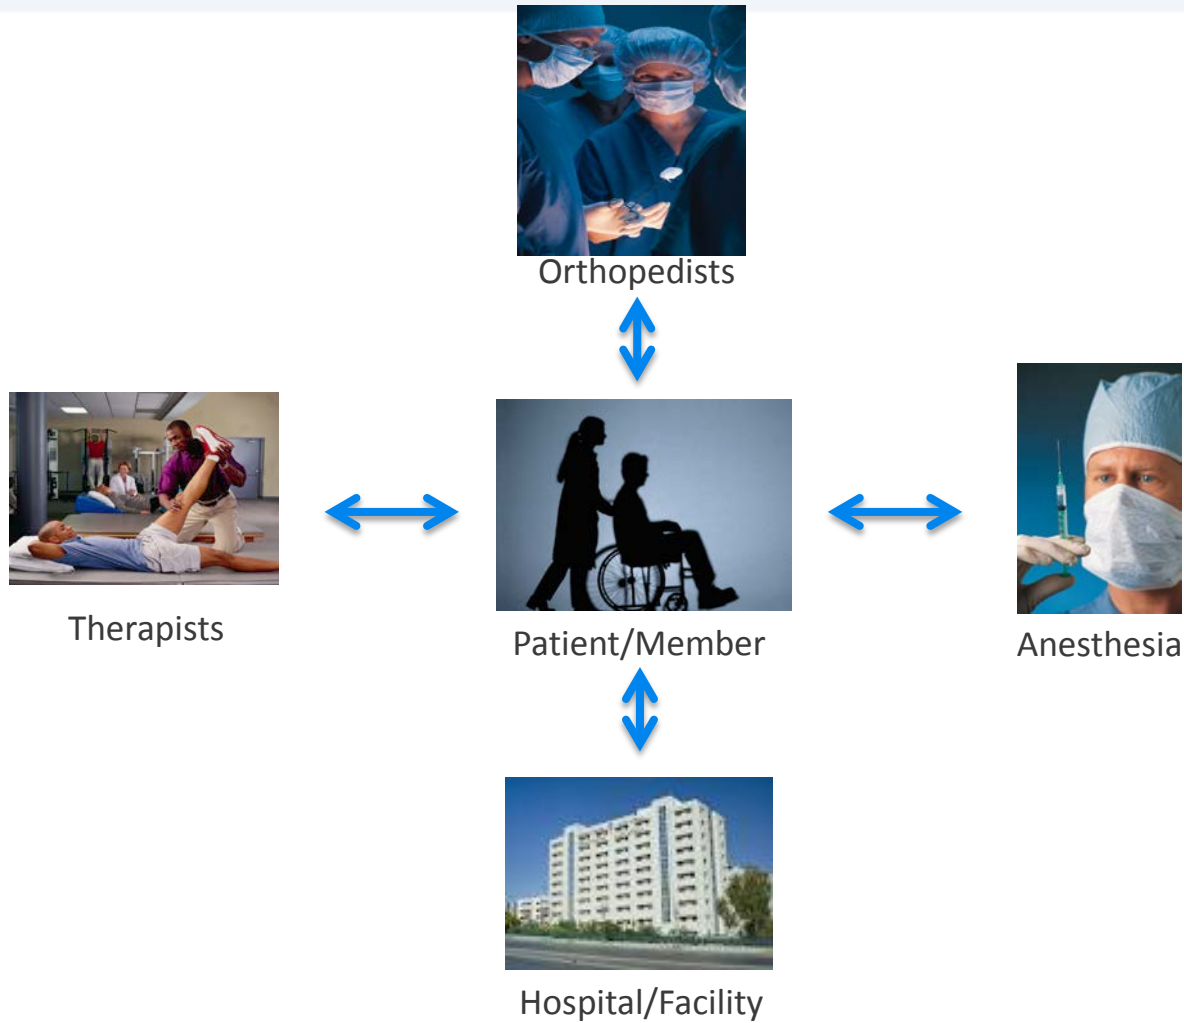 Orthopedists
Therapists
Patient/Member
Anesthesia
Hospital/Facility